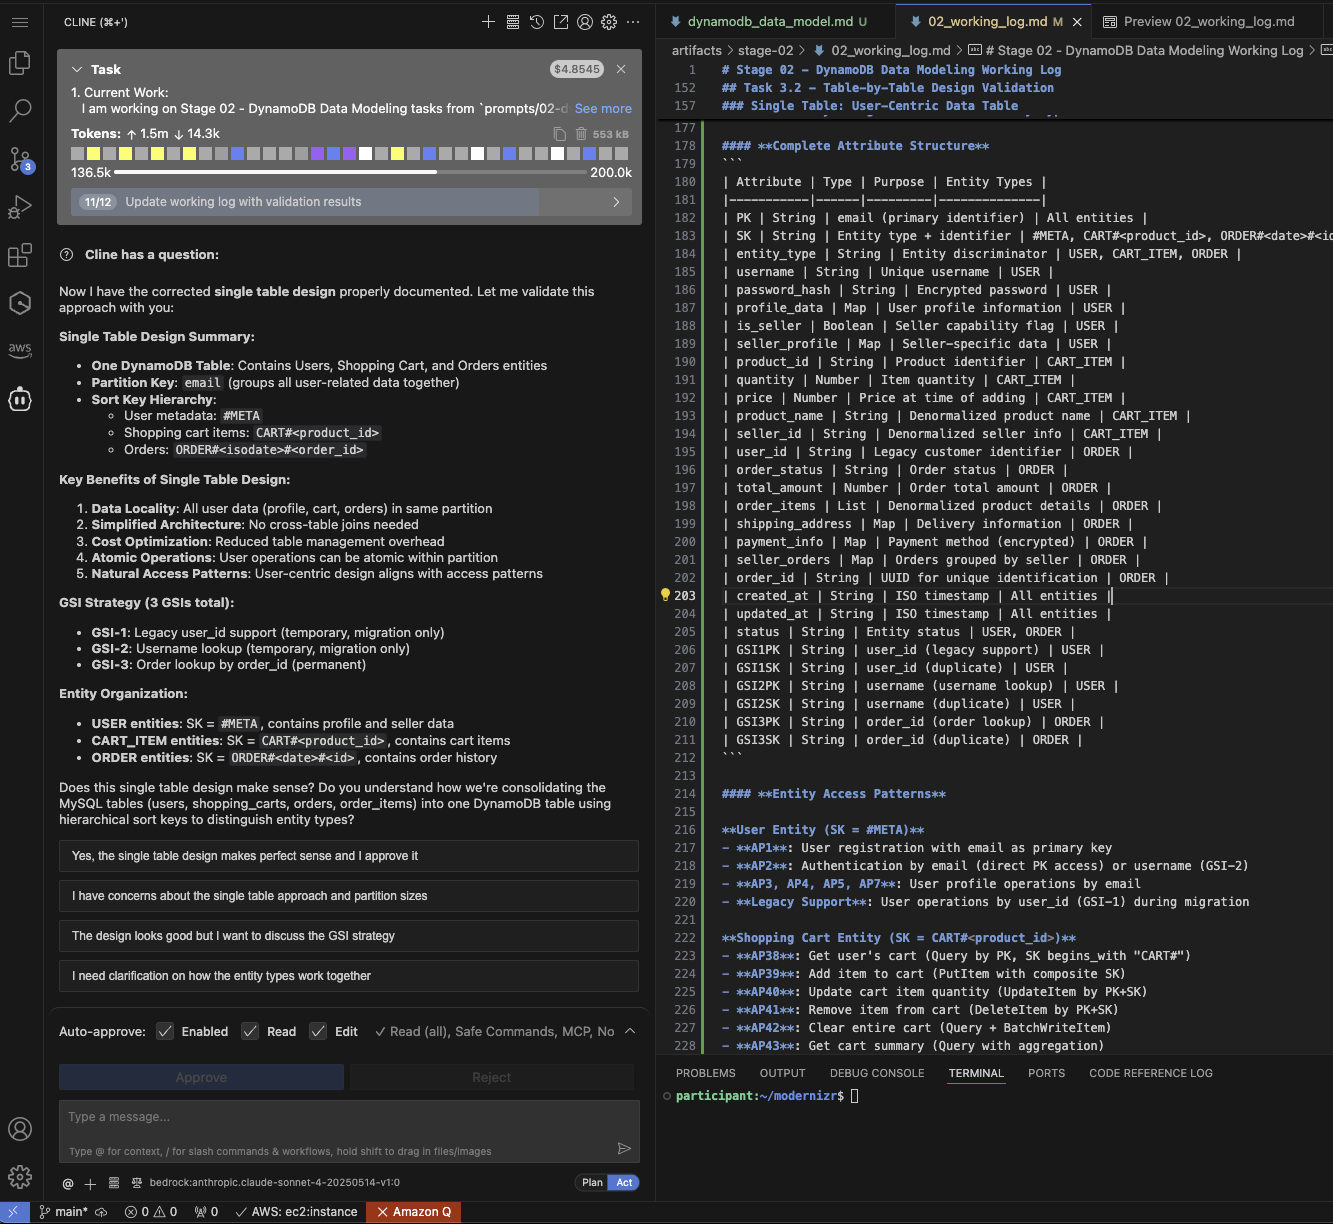 CLINE (⌘+')
Task
$4.8545
1. Current Work:
I am working on Stage 02 - DynamoDB Data Modeling tasks from `prompts/02-d See more
Tokens: ↑ 1.5m ↓ 14.3k
553 kB
136.5k
200.0k
11/12 Update working log with validation results
Cline has a question:
Now I have the corrected single table design properly documented. Let me validate this
approach with you:
Single Table Design Summary:
• One DynamoDB Table: Contains Users, Shopping Cart, and Orders entities
• Partition Key: email (groups all user-related data together)
• Sort Key Hierarchy:
◦ User metadata: #META
◦ Shopping cart items: CART#<product_id>
◦ Orders: ORDER#<isodate>#<order_id>
Key Benefits of Single Table Design:
1. Data Locality: All user data (profile, cart, orders) in same partition
2. Simplified Architecture: No cross-table joins needed
3. Cost Optimization: Reduced table management overhead
4. Atomic Operations: User operations can be atomic within partition
5. Natural Access Patterns: User-centric design aligns with access patterns
GSI Strategy (3 GSIs total):
• GSI-1: Legacy user_id support (temporary, migration only)
• GSI-2: Username lookup (temporary, migration only)
• GSI-3: Order lookup by order_id (permanent)
Entity Organization:
• USER entities: SK = #META, contains profile and seller data
• CART_ITEM entities: SK = CART#<product_id>, contains cart items
• ORDER entities: SK = ORDER#<date>#<id>, contains order history
Does this single table design make sense? Do you understand how we're consolidating the
MySQL tables (users, shopping_carts, orders, order_items) into one DynamoDB table using
hierarchical sort keys to distinguish entity types?
Yes, the single table design makes perfect sense and I approve it
I have concerns about the single table approach and partition sizes
The design looks good but I want to discuss the GSI strategy
I need clarification on how the entity types work together
Auto-approve: Enabled Read Edit ✓ Read (all), Safe Commands, MCP, No
Approve
Reject
Type a message...
Type @ for context, / for slash commands & workflows, hold shift to drag in files/images
@ bedrock:anthropic.claude-sonnet-4-20250514-v1:0
Plan Act
3
aws
dynamodb_data_model.md U
02_working_log.md M
Preview 02_working_log.md
artifacts > stage-02 > 02_working_log.md > # Stage 02 - DynamoDB Data Modeling Working Log >
1 # Stage 02 - DynamoDB Data Modeling Working Log
152 ## Task 3.2 - Table-by-Table Design Validation
157 ### Single Table: User-Centric Data Table
177
178 #### **Complete Attribute Structure**
179 ```
180 | Attribute | Type | Purpose | Entity Types |
181 |-----------|------|---------|--------------|
182 | PK | String | email (primary identifier) | All entities |
183 | SK | String | Entity type + identifier | #META, CART#<product_id>, ORDER#<date>#<ic
184 | entity_type | String | Entity discriminator | USER, CART_ITEM, ORDER |
185 | username | String | Unique username | USER |
186 | password_hash | String | Encrypted password | USER |
187 | profile_data | Map | User profile information | USER |
188 | is_seller | Boolean | Seller capability flag | USER |
189 | seller_profile | Map | Seller-specific data | USER |
190 | product_id | String | Product identifier | CART_ITEM |
191 | quantity | Number | Item quantity | CART_ITEM |
192 | price | Number | Price at time of adding | CART_ITEM |
193 | product_name | String | Denormalized product name | CART_ITEM |
194 | seller_id | String | Denormalized seller info | CART_ITEM |
195 | user_id | String | Legacy customer identifier | ORDER |
196 | order_status | String | Order status | ORDER |
197 | total_amount | Number | Order total amount | ORDER |
198 | order_items | List | Denormalized product details | ORDER |
199 | shipping_address | Map | Delivery information | ORDER |
200 | payment_info | Map | Payment method (encrypted) | ORDER |
201 | seller_orders | Map | Orders grouped by seller | ORDER |
202 | order_id | String | UUID for unique identification | ORDER |
203 | created_at | String | ISO timestamp | All entities |
204 | updated_at | String | ISO timestamp | All entities |
205 | status | String | Entity status | USER, ORDER |
206 | GSI1PK | String | user_id (legacy support) | USER |
207 | GSI1SK | String | user_id (duplicate) | USER |
208 | GSI2PK | String | username (username lookup) | USER |
209 | GSI2SK | String | username (duplicate) | USER |
210 | GSI3PK | String | order_id (order lookup) | ORDER |
211 | GSI3SK | String | order_id (duplicate) | ORDER |
212 ```
213
214 #### **Entity Access Patterns**
215
216 **User Entity (SK = #META)**
217 - **AP1**: User registration with email as primary key
218 - **AP2**: Authentication by email (direct PK access) or username (GSI-2)
219 - **AP3, AP4, AP5, AP7**: User profile operations by email
220 - **Legacy Support**: User operations by user_id (GSI-1) during migration
221
222 **Shopping Cart Entity (SK = CART#<product_id>)**
223 - **AP38**: Get user's cart (Query by PK, SK begins_with "CART#")
224 - **AP39**: Add item to cart (PutItem with composite SK)
225 - **AP40**: Update cart item quantity (UpdateItem by PK+SK)
226 - **AP41**: Remove item from cart (DeleteItem by PK+SK)
227 - **AP42**: Clear entire cart (Query + BatchWriteItem)
228 - **AP43**: Get cart summary (Query with aggregation)
PROBLEMS OUTPUT DEBUG CONSOLE TERMINAL PORTS CODE REFERENCE LOG
participant:~/modernizr$
main* 0 0 0 AWS: ec2:instance Amazon Q